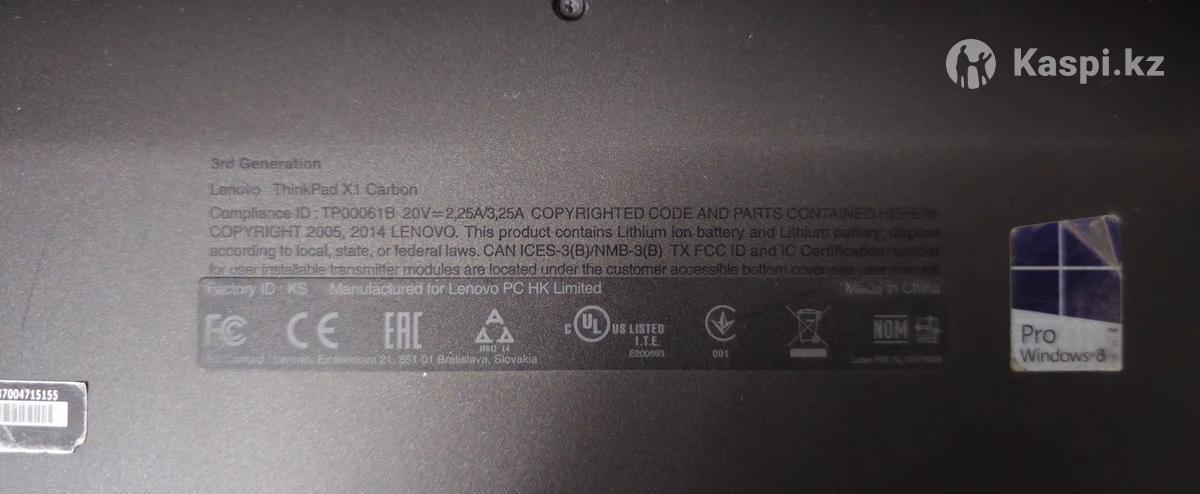 Kaspi.kz
3rd Generation
Lenovo ThinkPad X1 Carbon
Compliance ID : TP00061B 20V⎓2,25A/3,25A COPYRIGHTED CODE AND PARTS CONTAINED HEREIN.
COPYRIGHT 2005, 2014 LENOVO. This product contains Lithium Ion battery and Lithium battery; dispose
according to local, state, or federal laws. CAN ICES-3(B)/NMB-3(B) TX FCC ID and IC Certification number
for user installable transmitter modules are located under the customer accessible bottom cover-see user manual.
Factory ID : KS Manufactured for Lenovo PC HK Limited Made in China
FC CE EAC UL
C US LISTED
I.T.E.
E200693
001
NOM
EU Contact : Lenovo, Einsteinova 21, 851 01 Bratislava, Slovakia
Label P/N:
Pro
Windows 8
7004715155